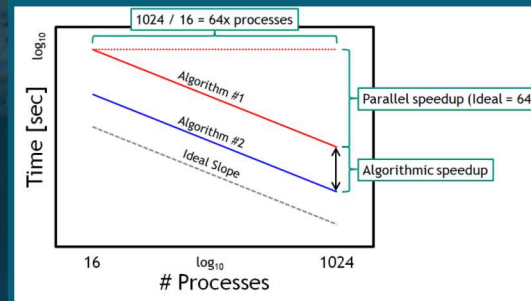 1024 / 16 = 64x processes
log10
Time [sec]
Algorithm #1
Algorithm #2
Ideal Slope
Parallel speedup (Ideal = 64
Algorithmic speedup
16
log10
1024
# Processes